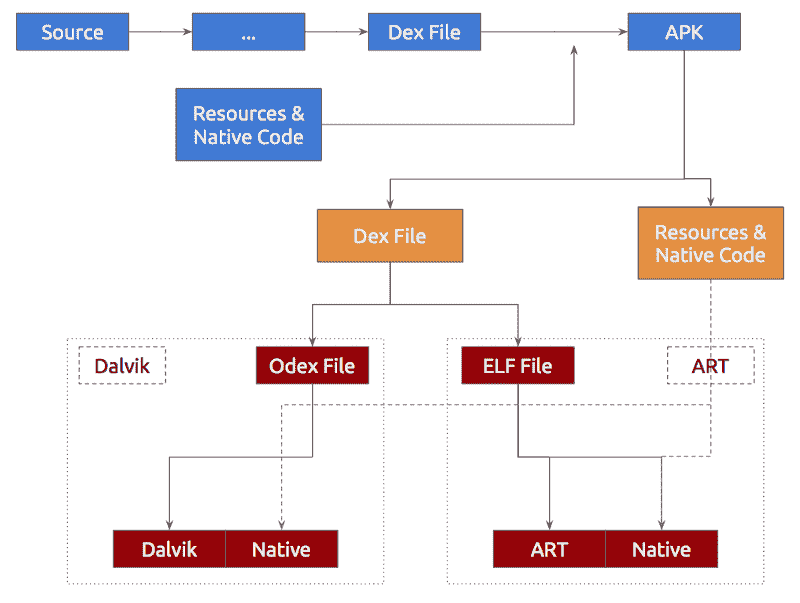 Source
...
Dex File
APK
Resources &
Native Code
Dex File
Resources &
Native Code
Dalvik
Odex File
ELF File
ART
Dalvik
Native
ART
Native